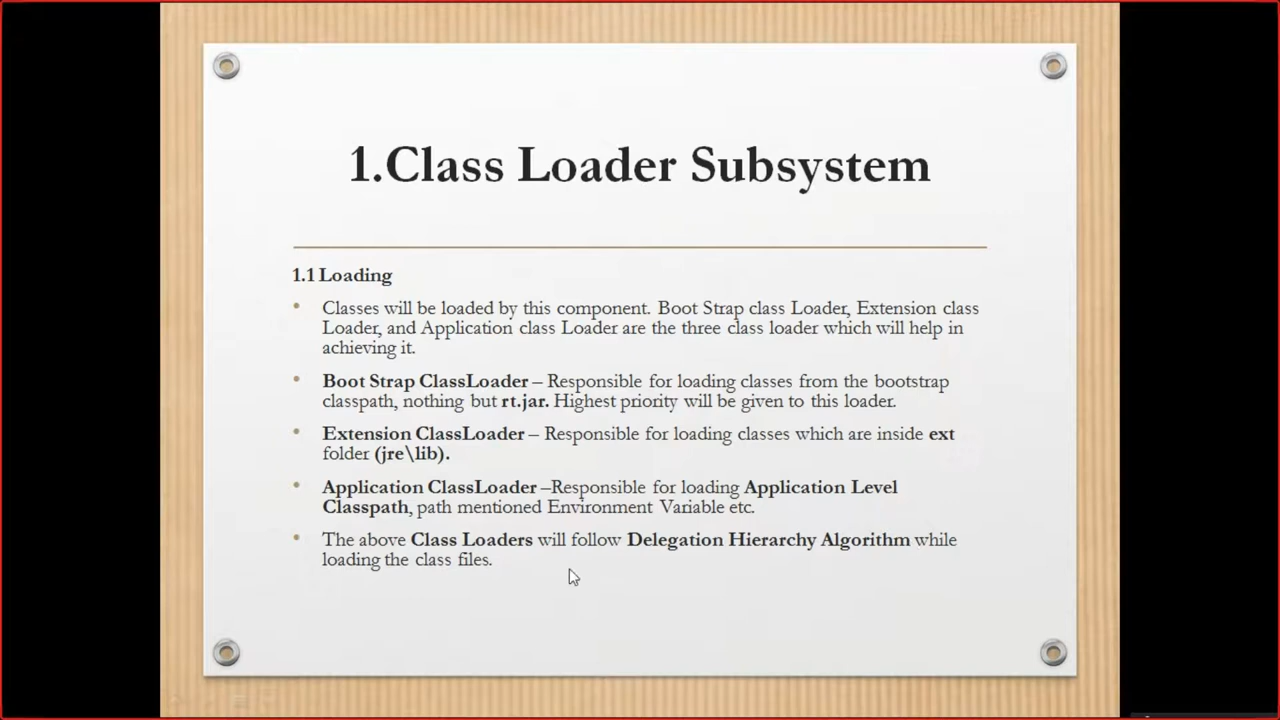 1.Class Loader Subsystem
1.1 Loading
• Classes will be loaded by this component. Boot Strap class Loader, Extension class
Loader, and Application class Loader are the three class loader which will help in
achieving it.
• Boot Strap ClassLoader – Responsible for loading classes from the bootstrap
classpath, nothing but rt.jar. Highest priority will be given to this loader.
• Extension ClassLoader – Responsible for loading classes which are inside ext
folder (jre\lib).
• Application ClassLoader –Responsible for loading Application Level
Classpath, path mentioned Environment Variable etc.
• The above Class Loaders will follow Delegation Hierarchy Algorithm while
loading the class files.